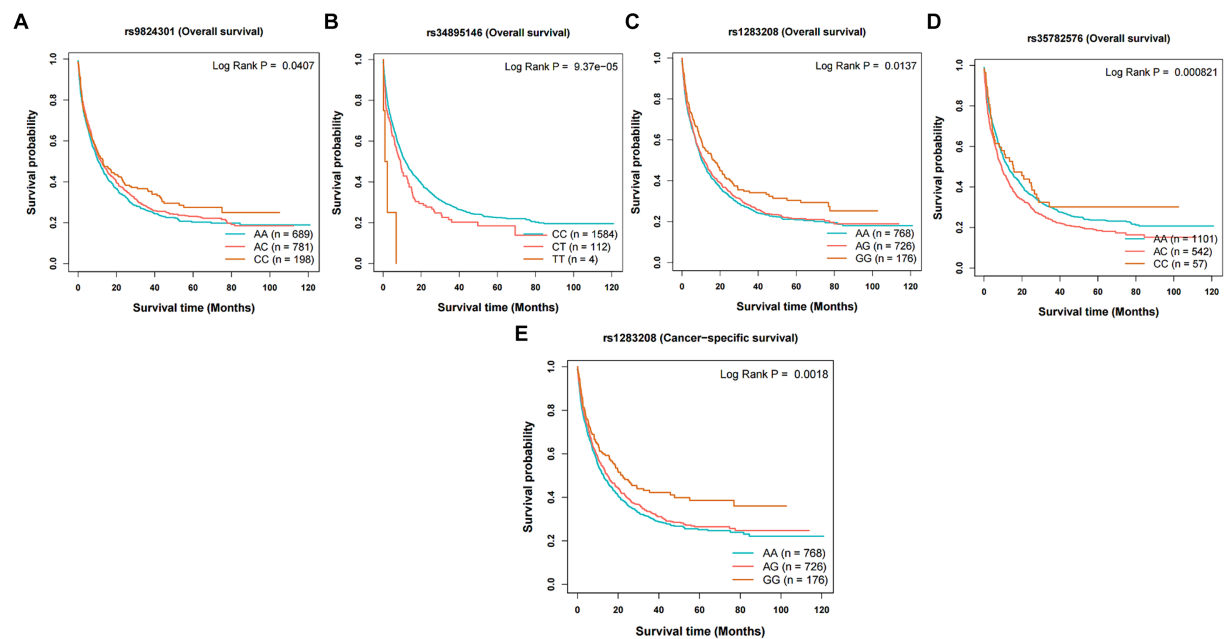 A
rs9824301 (Overall survival)
Log Rank P = 0.0407
Survival probability
0.0 0.2 0.4 0.6 0.8 1.0
AA (n = 689)
AC (n = 781)
CC (n = 198)
0 20 40 60 80 100 120
Survival time (Months)
B
rs34895146 (Overall survival)
Log Rank P = 9.37e−05
Survival probability
0.0 0.2 0.4 0.6 0.8 1.0
CC (n = 1584)
CT (n = 112)
TT (n = 4)
0 20 40 60 80 100 120
Survival time (Months)
C
rs1283208 (Overall survival)
Log Rank P = 0.0137
Survival probability
0.0 0.2 0.4 0.6 0.8 1.0
AA (n = 768)
AG (n = 726)
GG (n = 176)
0 20 40 60 80 100 120
Survival time (Months)
D
rs35782576 (Overall survival)
Log Rank P = 0.000821
Survival probability
0.0 0.2 0.4 0.6 0.8 1.0
AA (n = 1101)
AC (n = 542)
CC (n = 57)
0 20 40 60 80 100 120
Survival time (Months)
E
rs1283208 (Cancer−specific survival)
Log Rank P = 0.0018
Survival probability
0.0 0.2 0.4 0.6 0.8 1.0
AA (n = 768)
AG (n = 726)
GG (n = 176)
0 20 40 60 80 100 120
Survival time (Months)